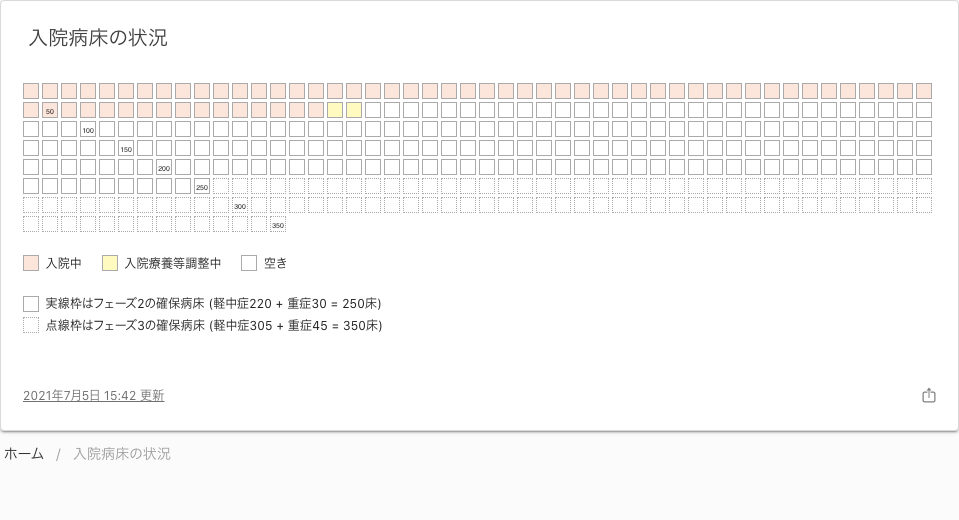 入院病床の状況
50
100
150
200
250
300
350
入院中 入院療養等調整中 空き
実線枠はフェーズ2の確保病床 (軽中症220 + 重症30 = 250床)
点線枠はフェーズ3の確保病床 (軽中症305 + 重症45 = 350床)
2021年7月5日 15:42 更新
ホーム / 入院病床の状況